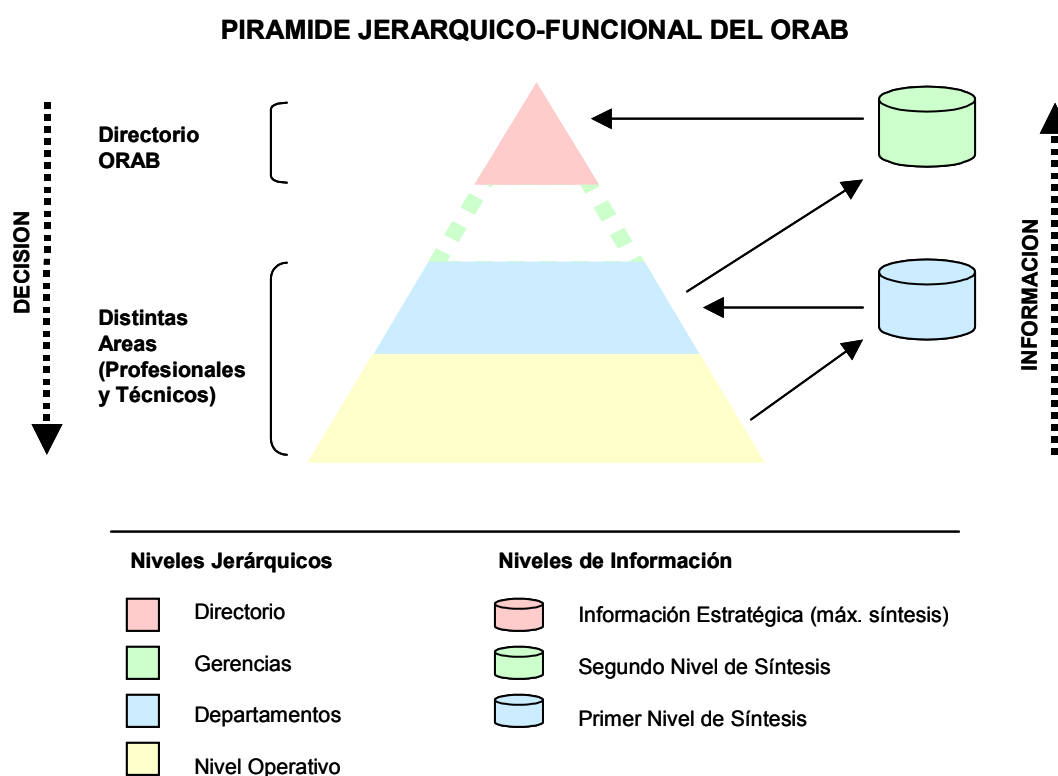 PIRAMIDE JERARQUICO-FUNCIONAL DEL ORAB
Directorio
ORAB
DECISION
Distintas
Areas
(Profesionales
y Técnicos)
INFORMACION
Niveles Jerárquicos
Directorio
Gerencias
Departamentos
Nivel Operativo
Niveles de Información
Información Estratégica (máx. síntesis)
Segundo Nivel de Síntesis
Primer Nivel de Síntesis